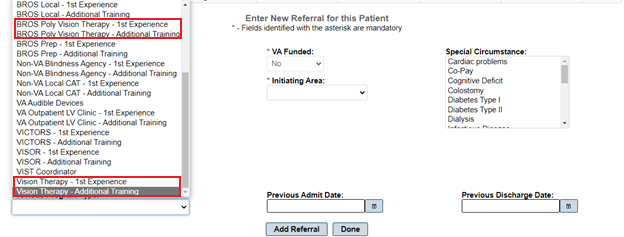 BROS Local - 1st Experience
BROS Local - Additional Training
BROS Poly Vision Therapy - 1st Experience
BROS Poly Vision Therapy - Additional Training
BROS Prep - 1st Experience
BROS Prep - Additional Training
Non-VA Blindness Agency - 1st Experience
Non-VA Blindness Agency - Additional Training
Non-VA Local CAT - 1st Experience
Non-VA Local CAT - Additional Training
VA Audible Devices
VA Outpatient LV Clinic - 1st Experience
VA Outpatient LV Clinic - Additional Training
VICTORS - 1st Experience
VICTORS - Additional Training
VISOR - 1st Experience
VISOR - Additional Training
VIST Coordinator
Vision Therapy - 1st Experience
Vision Therapy - Additional Training
Enter New Referral for this Patient
* - Fields identified with the asterisk are mandatory
* VA Funded:
No
* Initiating Area:
Special Circumstance:
Cardiac problems
Co-Pay
Cognitive Deficit
Colostomy
Diabetes Type I
Diabetes Type II
Dialysis
Infectious Disease
Previous Admit Date:
Previous Discharge Date:
Add Referral
Done